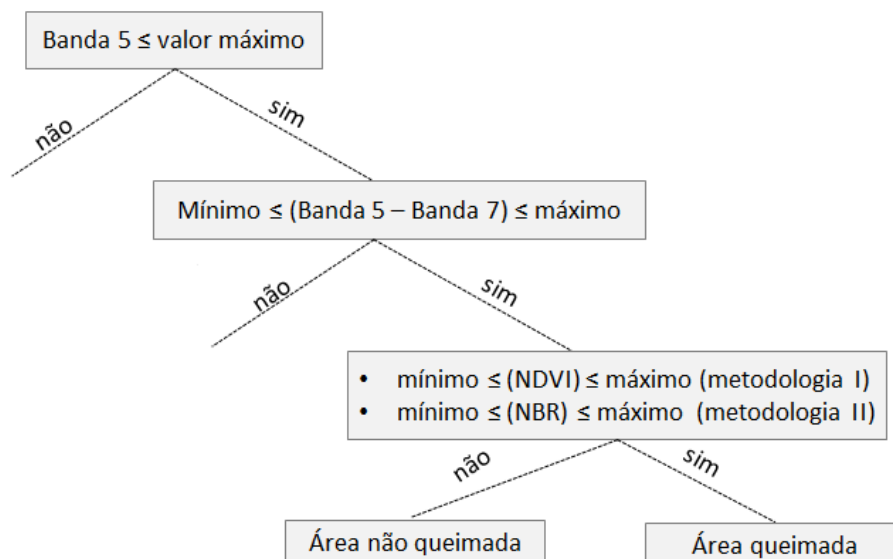 Banda 5 ≤ valor máximo
não
sim
Mínimo ≤ (Banda 5 – Banda 7) ≤ máximo
não
sim
• mínimo ≤ (NDVI) ≤ máximo (metodologia I)
• mínimo ≤ (NBR) ≤ máximo (metodologia II)
não
sim
Área não queimada
Área queimada